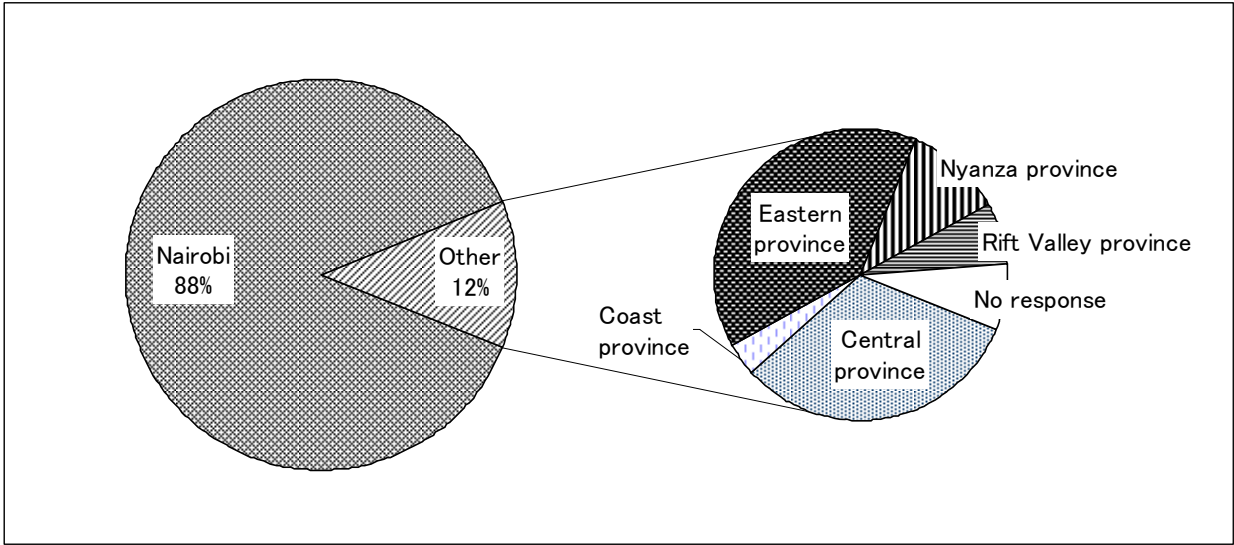 Nairobi
88%
Other
12%
Eastern
province
Nyanza province
Rift Valley province
No response
Central
province
Coast
province